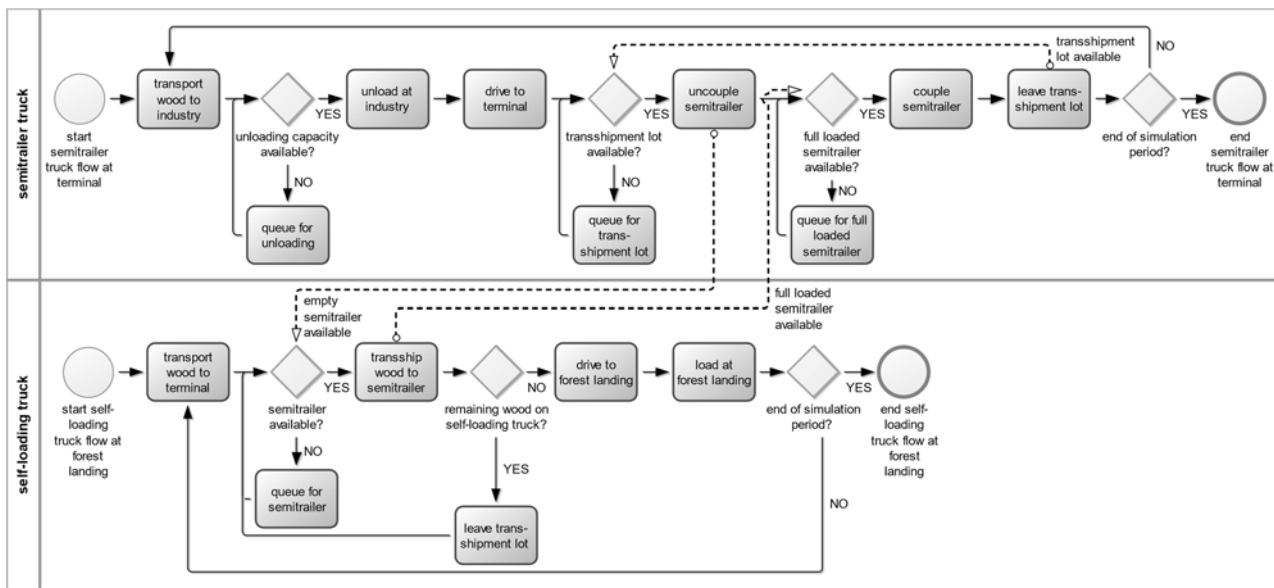 semitrailer truck
transshipment
lot available
NO
transport
wood to
industry
unload at
industry
drive to
terminal
uncouple
semitrailer
couple
semitrailer
leave trans-
shipment lot
YES
YES
YES
YES
YES
start
semitrailer
truck flow at
terminal
unloading capacity
available?
transshipment lot
available?
full loaded
semitrailer
available?
end of simulation
period?
end
semitrailer
truck flow at
terminal
NO
NO
NO
queue for
unloading
queue for
trans-
shipment lot
queue for full
loaded
semitrailer
self-loading truck
empty
semitrailer
available
full loaded
semitrailer
available
transport
wood to
terminal
transship
wood to
semitrailer
drive to
forest landing
load at
forest landing
YES
NO
YES
start self-
loading
truck flow at
forest
landing
semitrailer
available?
remaining wood on
self-loading truck?
end of simulation
period?
end self-
loading
truck flow at
forest
landing
NO
YES
NO
queue for
semitrailer
leave trans-
shipment lot